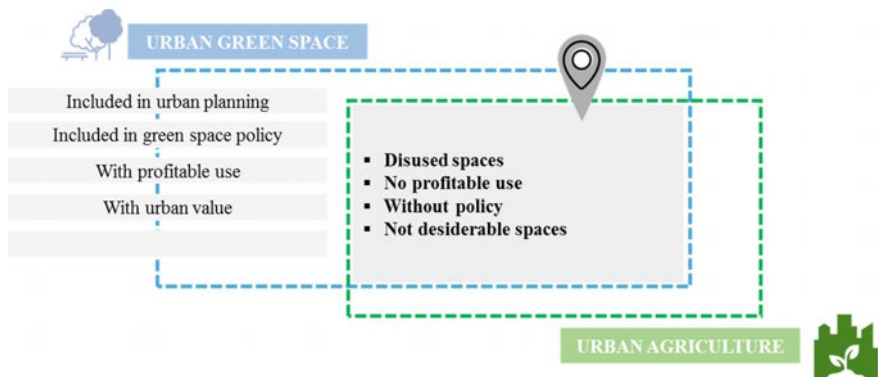 URBAN GREEN SPACE
Included in urban planning
Included in green space policy
With profitable use
With urban value
▪ Disused spaces
▪ No profitable use
▪ Without policy
▪ Not desiderable spaces
URBAN AGRICULTURE